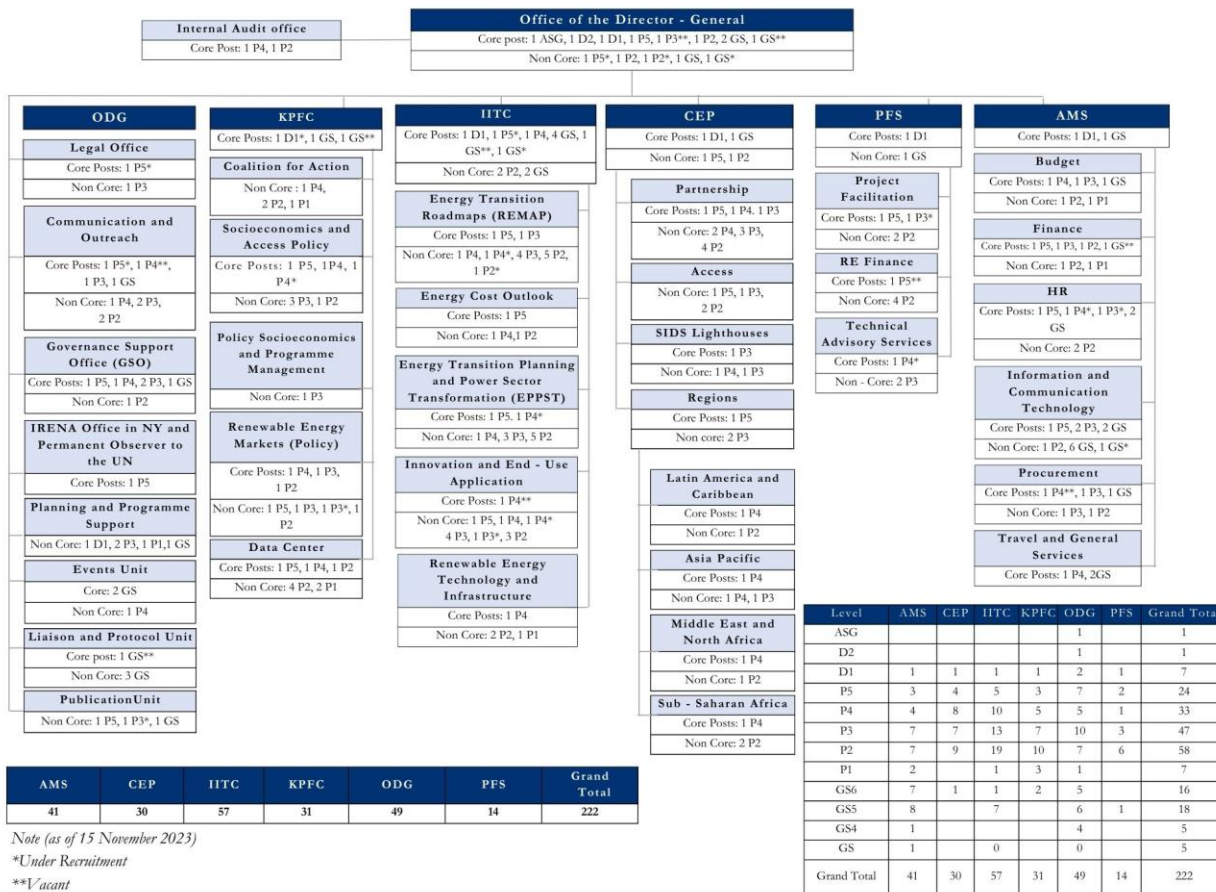 Office of the Director - General
Core post: 1 ASG, 1 D2, 1 D1, 1 P5, 1 P3**, 1 P2, 2 GS, 1 GS**
Non Core: 1 P5*, 1 P2, 1 P2*, 1 GS, 1 GS*
Internal Audit office
Core Post: 1 P4, 1 P2
ODG
Legal Office
Core Posts: 1 P5*
Non Core: 1 P3
Communication and
Outreach
Core Posts: 1 P5*, 1 P4**,
1 P3, 1 GS
Non Core: 1 P4, 2 P3,
2 P2
Governance Support
Office (GSO)
Core Posts: 1 P5, 1 P4, 2 P3, 1 GS
Non Core: 1 P2
IRENA Office in NY and
Permanent Observer to
the UN
Core Posts: 1 P5
Planning and Programme
Support
Non Core: 1 D1, 2 P3, 1 P1,1 GS
Events Unit
Core: 2 GS
Non Core: 1 P4
Liaison and Protocol Unit
Core post: 1 GS**
Non Core: 3 GS
PublicationUnit
Non Core: 1 P5, 1 P3*, 1 GS
KPFC
Core Posts: 1 D1*, 1 GS, 1 GS**
Coalition for Action
Non Core : 1 P4,
2 P2, 1 P1
Socioeconomics and
Access Policy
Core Posts: 1 P5, 1P4, 1
P4*
Non Core: 3 P3, 1 P2
Policy Socioeconomics
and Programme
Management
Non Core: 1 P3
Renewable Energy
Markets (Policy)
Core Posts: 1 P4, 1 P3,
1 P2
Non Core: 1 P5, 1 P3, 1 P3*, 1
P2
Data Center
Core Posts: 1 P5, 1 P4, 1 P2
Non Core: 4 P2, 2 P1
IITC
Core Posts: 1 D1, 1 P5*, 1 P4, 4 GS, 1
GS**, 1 GS*
Non Core: 2 P2, 2 GS
Energy Transition
Roadmaps (REMAP)
Core Posts: 1 P5, 1 P3
Non Core: 1 P4, 1 P4*, 4 P3, 5 P2,
1 P2*
Energy Cost Outlook
Core Posts: 1 P5
Non Core: 1 P4,1 P2
Energy Transition Planning
and Power Sector
Transformation (EPPST)
Core Posts: 1 P5. 1 P4*
Non Core: 1 P4, 3 P3, 5 P2
Innovation and End - Use
Application
Core Posts: 1 P4**
Non Core: 1 P5, 1 P4, 1 P4*
4 P3, 1 P3*, 3 P2
Renewable Energy
Technology and
Infrastructure
Core Posts: 1 P4
Non Core: 2 P2, 1 P1
CEP
Core Posts: 1 D1, 1 GS
Non Core: 1 P5, 1 P2
Partnership
Core Posts: 1 P5, 1 P4. 1 P3
Non Core: 2 P4, 3 P3,
4 P2
Access
Non Core: 1 P5, 1 P3,
2 P2
SIDS Lighthouses
Core Posts: 1 P3
Non Core: 1 P4, 1 P3
Regions
Core Posts: 1 P5
Non core: 2 P3
Latin America and
Caribbean
Core Posts: 1 P4
Non Core: 1 P2
Asia Pacific
Core Posts: 1 P4
Non Core: 1 P4, 1 P3
Middle East and
North Africa
Core Posts: 1 P4
Non Core: 1 P2
Sub - Saharan Africa
Core Posts: 1 P4
Non Core: 2 P2
PFS
Core Posts: 1 D1
Non Core: 1 GS
Project
Facilitation
Core Posts: 1 P5, 1 P3*
Non Core: 2 P2
RE Finance
Core Posts: 1 P5**
Non Core: 4 P2
Technical
Advisory Services
Core Posts: 1 P4*
Non - Core: 2 P3
AMS
Core Posts: 1 D1, 1 GS
Budget
Core Posts: 1 P4, 1 P3, 1 GS
Non Core: 1 P2, 1 P1
Finance
Core Posts: 1 P5, 1 P3, 1 P2, 1 GS**
Non Core: 1 P2, 1 P1
HR
Core Posts: 1 P5, 1 P4*, 1 P3*, 2
GS
Non Core: 2 P2
Information and
Communication
Technology
Core Posts: 1 P5, 2 P3, 2 GS
Non Core: 1 P2, 6 GS, 1 GS*
Procurement
Core Posts: 1 P4**, 1 P3, 1 GS
Non Core: 1 P3, 1 P2
Travel and General
Services
Core Posts: 1 P4, 2GS
Level AMS CEP IITC KPFC ODG PFS Grand Total
ASG 1 1
D2 1 1
D1 1 1 1 1 2 1 7
P5 3 4 5 3 7 2 24
P4 4 8 10 5 5 1 33
P3 7 7 13 7 10 3 47
P2 7 9 19 10 7 6 58
P1 2 1 3 1 7
GS6 7 1 1 2 5 16
GS5 8 7 6 1 18
GS4 1 4 5
GS 1 0 0 5
Grand Total 41 30 57 31 49 14 222
AMS CEP IITC KPFC ODG PFS Grand
Total
41 30 57 31 49 14 222
Note (as of 15 November 2023)
*Under Recruitment
**Vacant